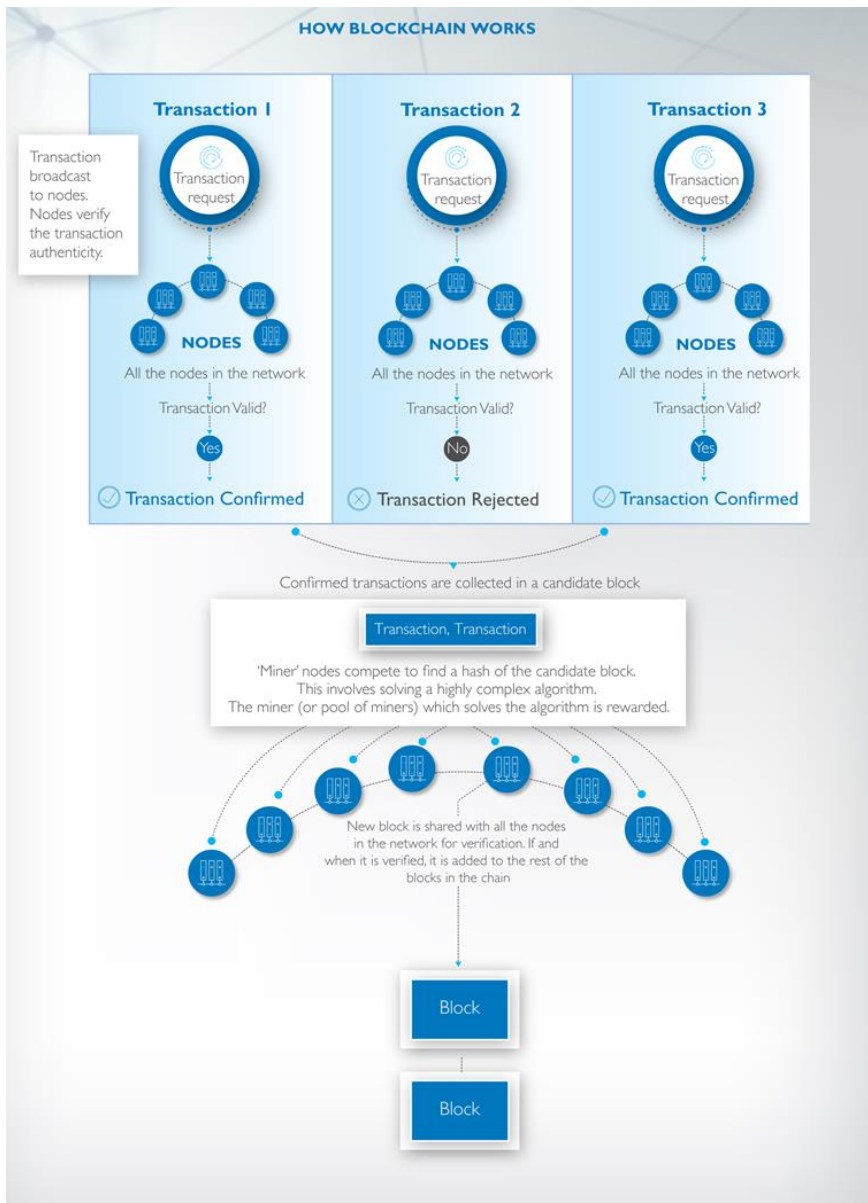 HOW BLOCKCHAIN WORKS
Transaction 1
Transaction 2
Transaction 3
Transaction
broadcast
to nodes.
Nodes verify
the transaction
authenticity.
Transaction
request
Transaction
request
Transaction
request
NODES
NODES
NODES
All the nodes in the network
All the nodes in the network
All the nodes in the network
Transaction Valid?
Transaction Valid?
Transaction Valid?
Yes
No
Yes
Transaction Confirmed
Transaction Rejected
Transaction Confirmed
Confirmed transactions are collected in a candidate block
Transaction, Transaction
'Miner' nodes compete to find a hash of the candidate block.
This involves solving a highly complex algorithm.
The miner (or pool of miners) which solves the algorithm is rewarded.
New block is shared with all the nodes
in the network for verification. If and
when it is verified, it is added to the rest of the
blocks in the chain
Block
Block